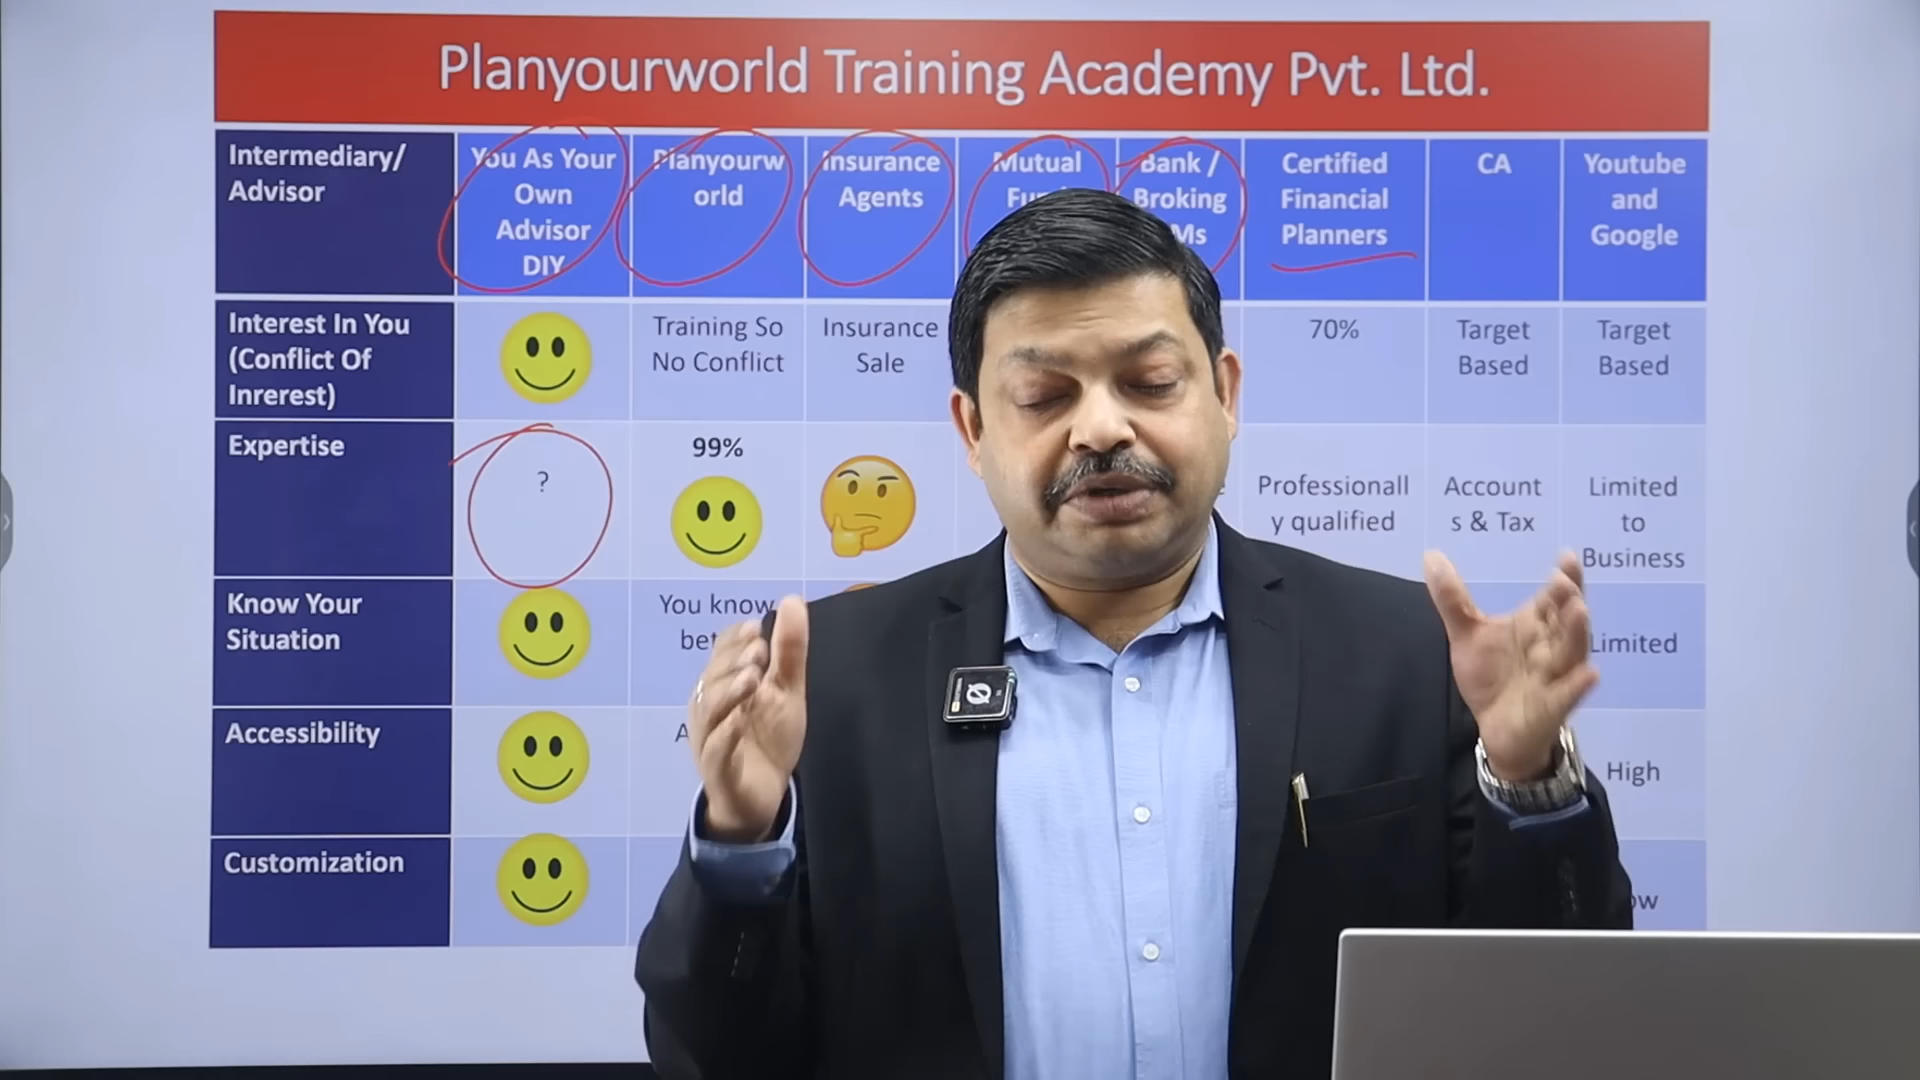 Planyourworld Training Academy Pvt. Ltd.
Intermediary/
Advisor
You As Your
Own
Advisor
DIY
Planyourw
orld
Insurance
Agents
Mutual
Bank /
Broking
Certified
Financial
Planners
CA
Youtube
and
Google
Interest In You
(Conflict Of
Inrerest)
Training So
No Conflict
Insurance
Sale
70%
Target
Based
Target
Based
Expertise
?
99%
Professionall
y qualified
Account
s & Tax
Limited
to
Business
Know Your
Situation
You know
Limited
Accessibility
High
Customization